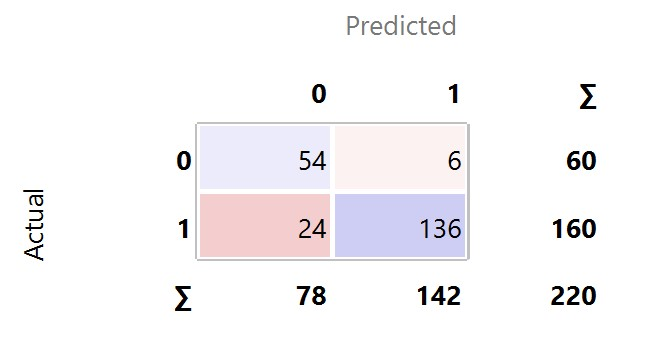 Predicted
0 1 ∑
0 54 6 60
Actual
1 24 136 160
∑ 78 142 220